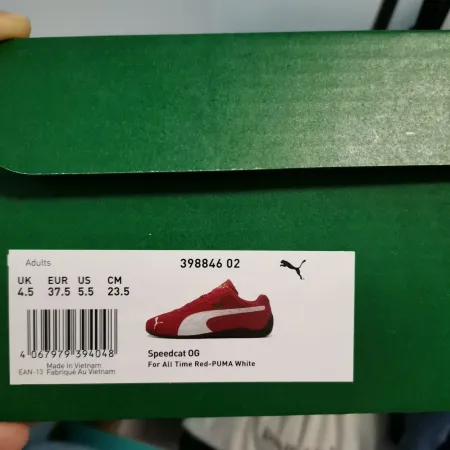 Adults
398846 02
UK EUR US CM
4.5 37.5 5.5 23.5
4 067979 394048
Made in Vietnam
EAN-13 Fabriqué Au Vietnam
Speedcat OG
For All Time Red-PUMA White